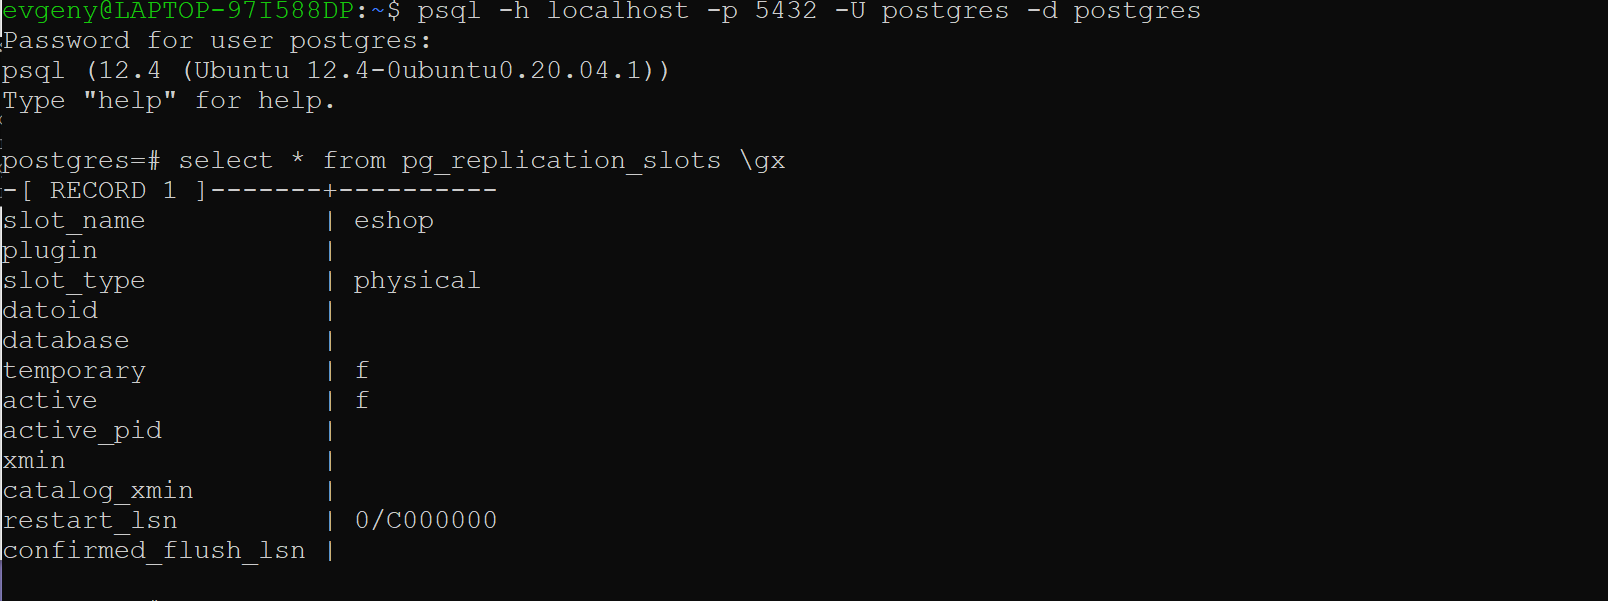 evgeny@LAPTOP-97I588DP:~$ psql -h localhost -p 5432 -U postgres -d postgres
Password for user postgres:
psql (12.4 (Ubuntu 12.4-0ubuntu0.20.04.1))
Type "help" for help.

postgres=# select * from pg_replication_slots \gx
-[ RECORD 1 ]-------+----------
slot_name           | eshop
plugin              |
slot_type           | physical
datoid              |
database            |
temporary           | f
active              | f
active_pid          |
xmin                |
catalog_xmin        |
restart_lsn         | 0/C000000
confirmed_flush_lsn |